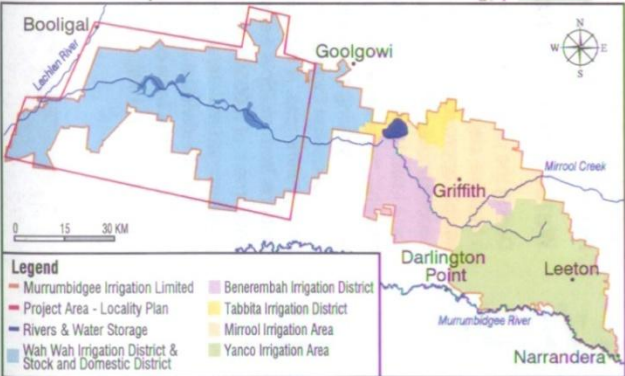 Booligal
Lachlan River
Goolgowi
N
W E
S
Mirrool Creek
Griffith
0 15 30 KM
Darlington
Point
Leeton
Murrumbidgee River
Narrandera
Legend
Murrumbidgee Irrigation Limited
Project Area - Locality Plan
Rivers & Water Storage
Wah Wah Irrigation District &
Stock and Domestic District
Benerembah Irrigation District
Tabbita Irrigation District
Mirrool Irrigation Area
Yanco Irrigation Area